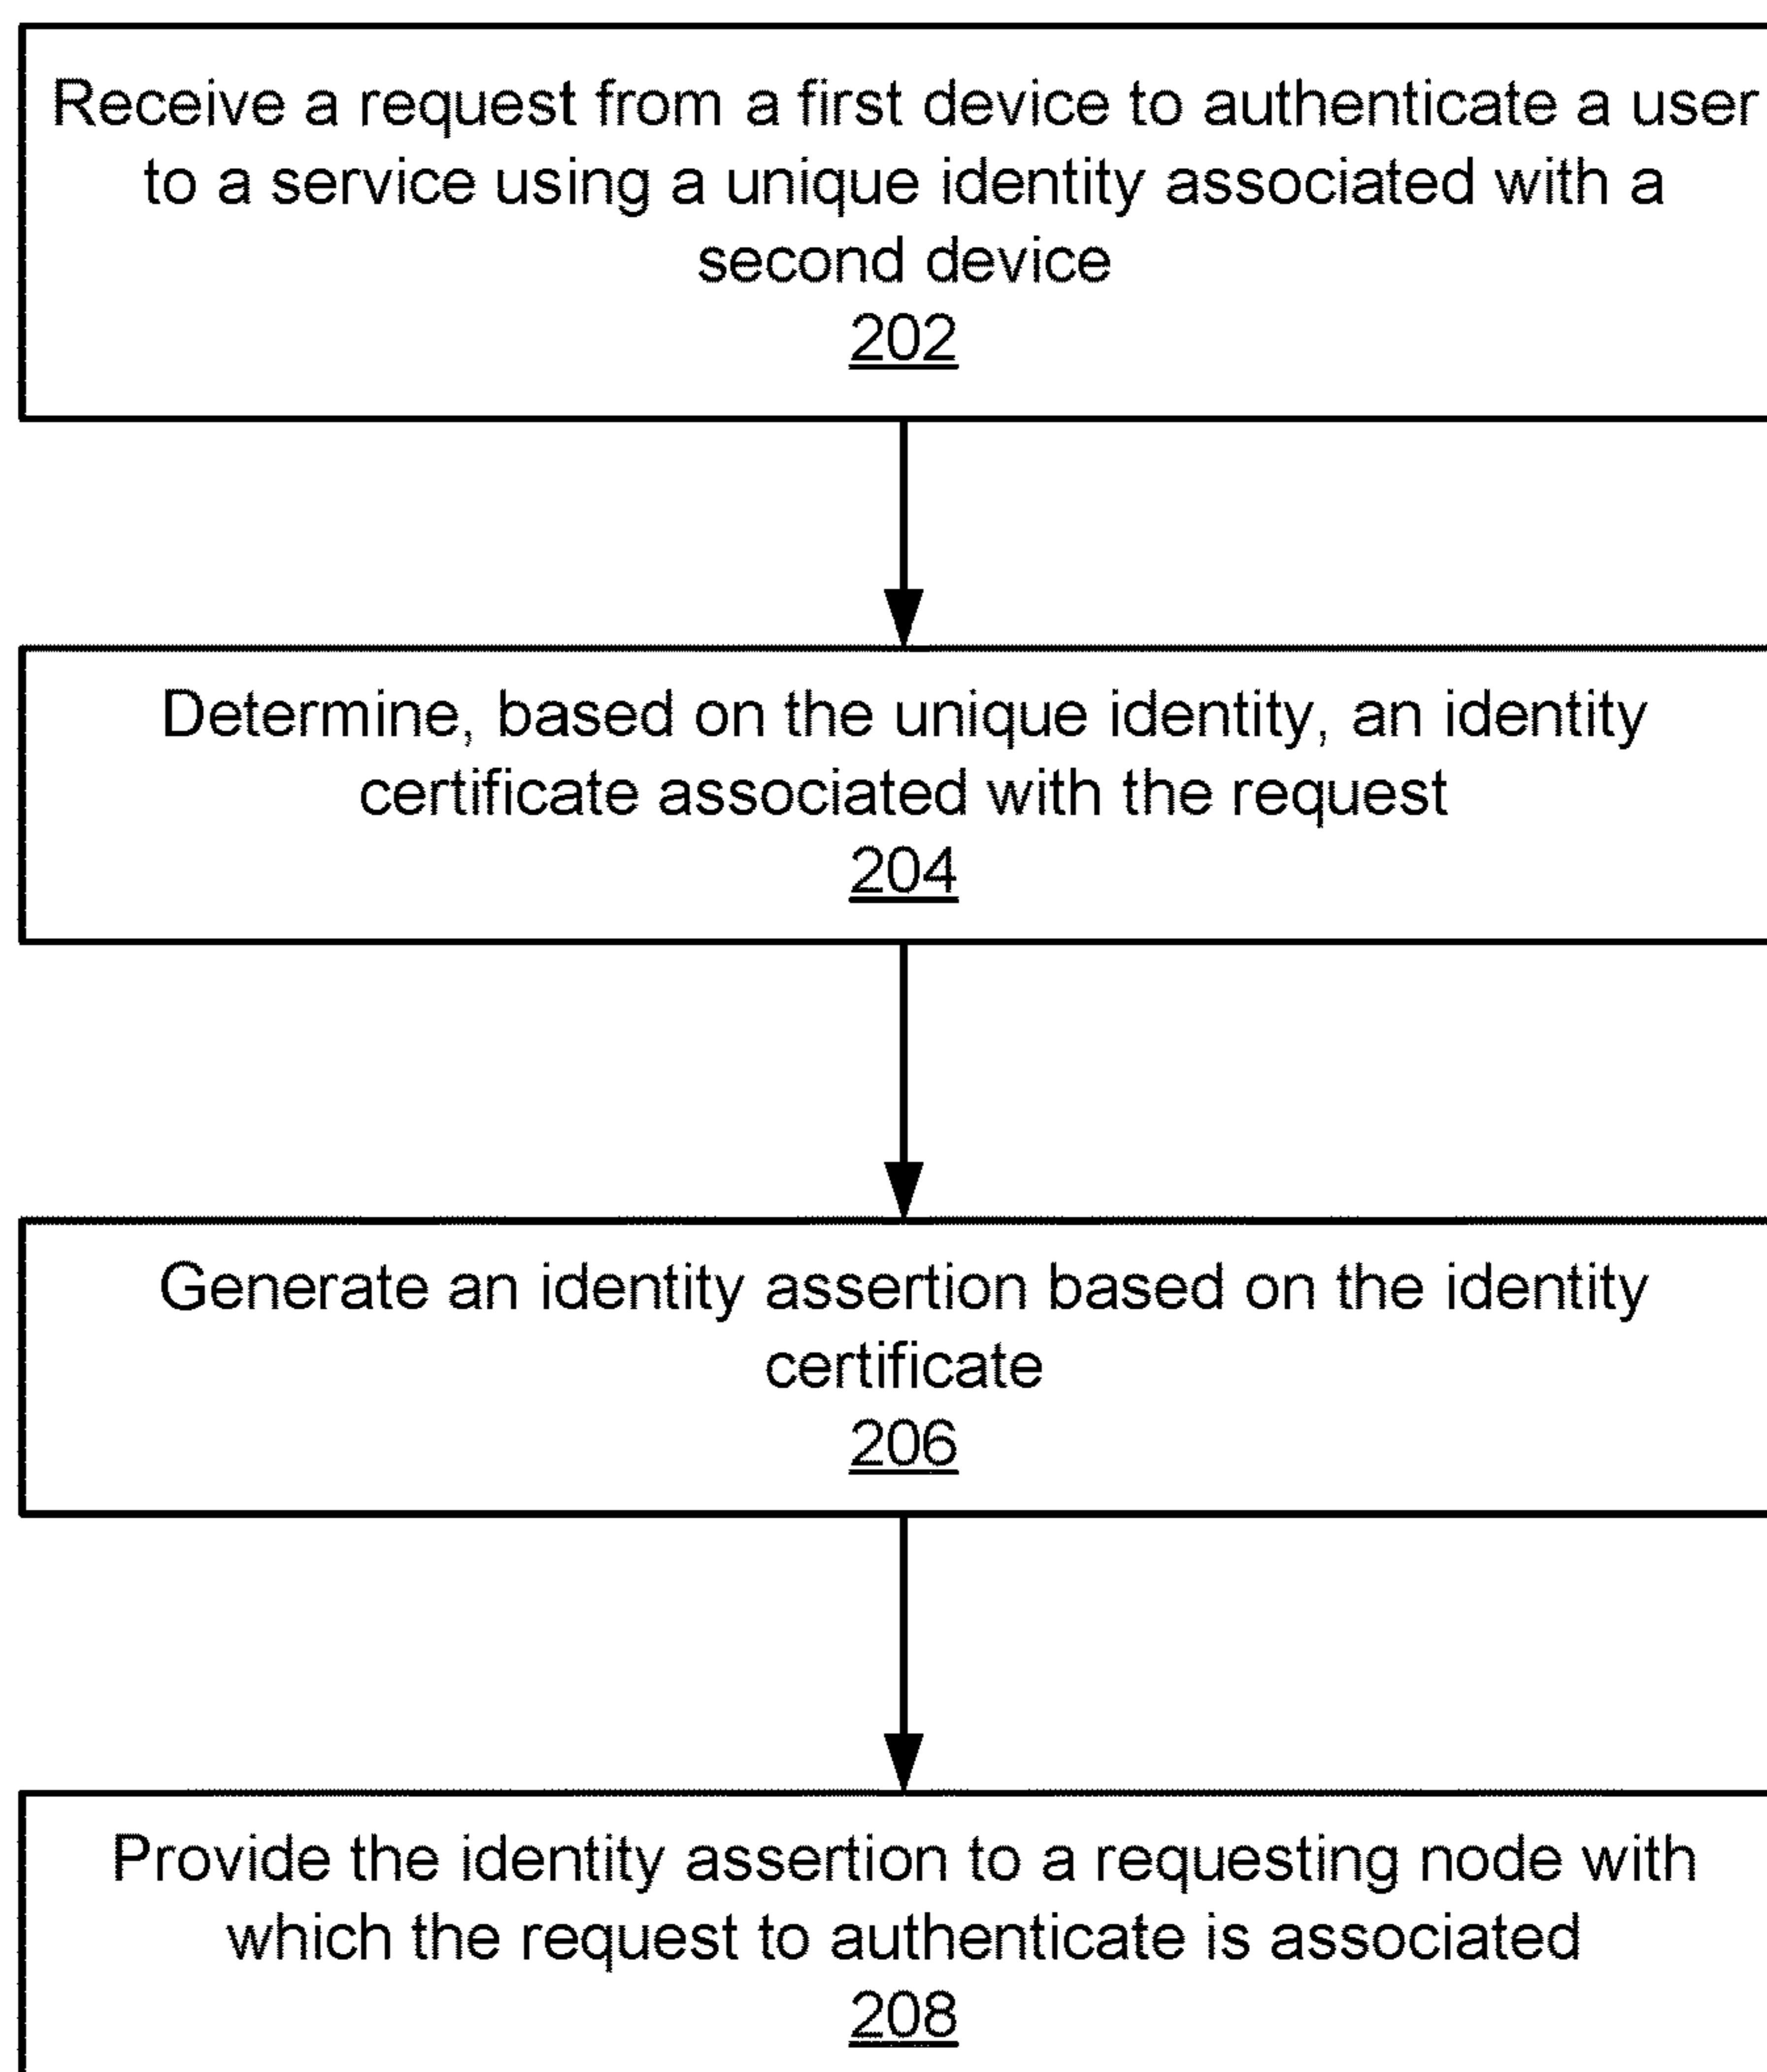 Receive a request from a first device to authenticate a user
to a service using a unique identity associated with a
second device
202
Determine, based on the unique identity, an identity
certificate associated with the request
204
Generate an identity assertion based on the identity
certificate
206
Provide the identity assertion to a requesting node with
which the request to authenticate is associated
208